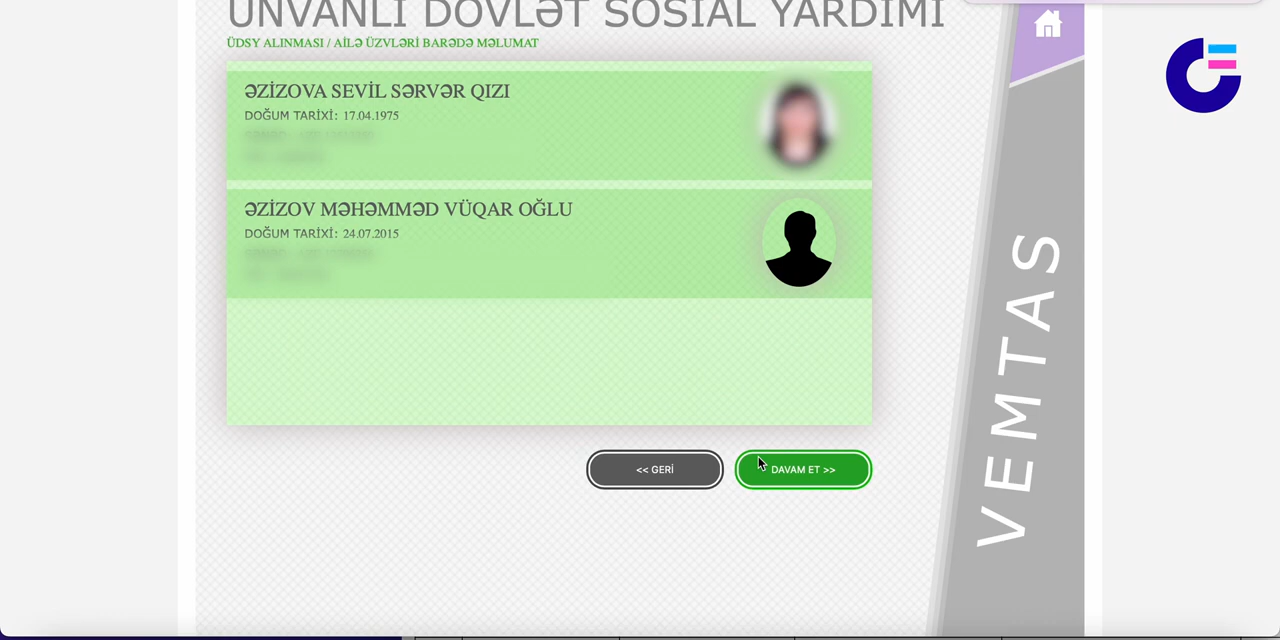 ÜNVANLI DÖVLƏT SOSİAL YARDIMI
ÜDSY ALINMASI / AİLƏ ÜZVLƏRİ BARƏDƏ MƏLUMAT
ƏZİZOVA SEVİL SƏRVƏR QIZI
DOĞUM TARİXİ: 17.04.1975
ƏZİZOV MƏHƏMMƏD VÜQAR OĞLU
DOĞUM TARİXİ: 24.07.2015
<< GERİ
DAVAM ET >>
VEMTAS